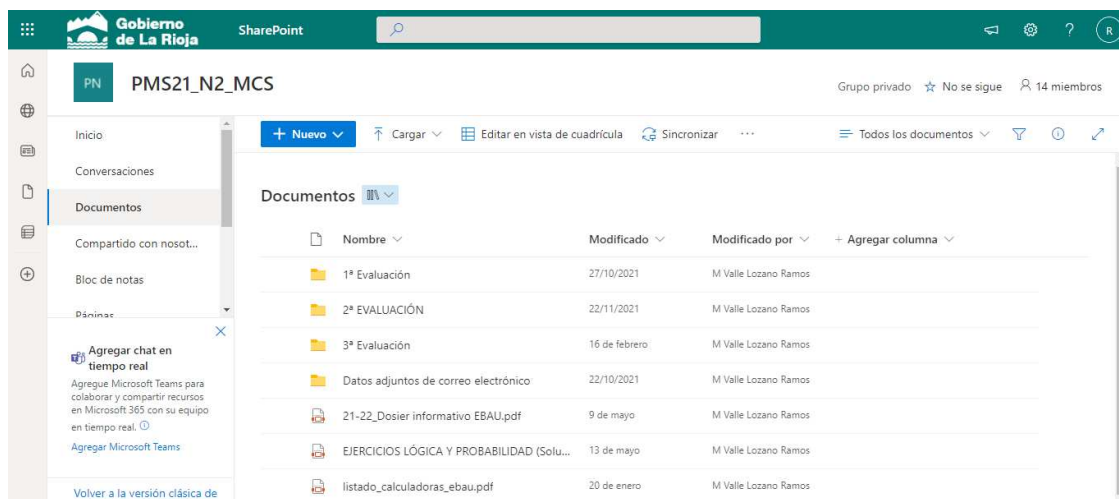 Gobierno
de La Rioja
SharePoint
?
R
PN
PMS21_N2_MCS
Grupo privado ☆ No se sigue 14 miembros
Inicio
Conversaciones
Documentos
Compartido con nosot...
Bloc de notas
Páginas
Agregar chat en
tiempo real
Agregue Microsoft Teams para
colaborar y compartir recursos
en Microsoft 365 con su equipo
en tiempo real.
Agregar Microsoft Teams
Volver a la versión clásica de
+ Nuevo Cargar Editar en vista de cuadrícula Sincronizar ... Todos los documentos
Documentos
Nombre Modificado Modificado por + Agregar columna
1ª Evaluación 27/10/2021 M Valle Lozano Ramos
2ª EVALUACIÓN 22/11/2021 M Valle Lozano Ramos
3ª Evaluación 16 de febrero M Valle Lozano Ramos
Datos adjuntos de correo electrónico 22/10/2021 M Valle Lozano Ramos
21-22_Dosier informativo EBAU.pdf 9 de mayo M Valle Lozano Ramos
EJERCICIOS LÓGICA Y PROBABILIDAD (Solu... 13 de mayo M Valle Lozano Ramos
listado_calculadoras_ebau.pdf 20 de enero M Valle Lozano Ramos